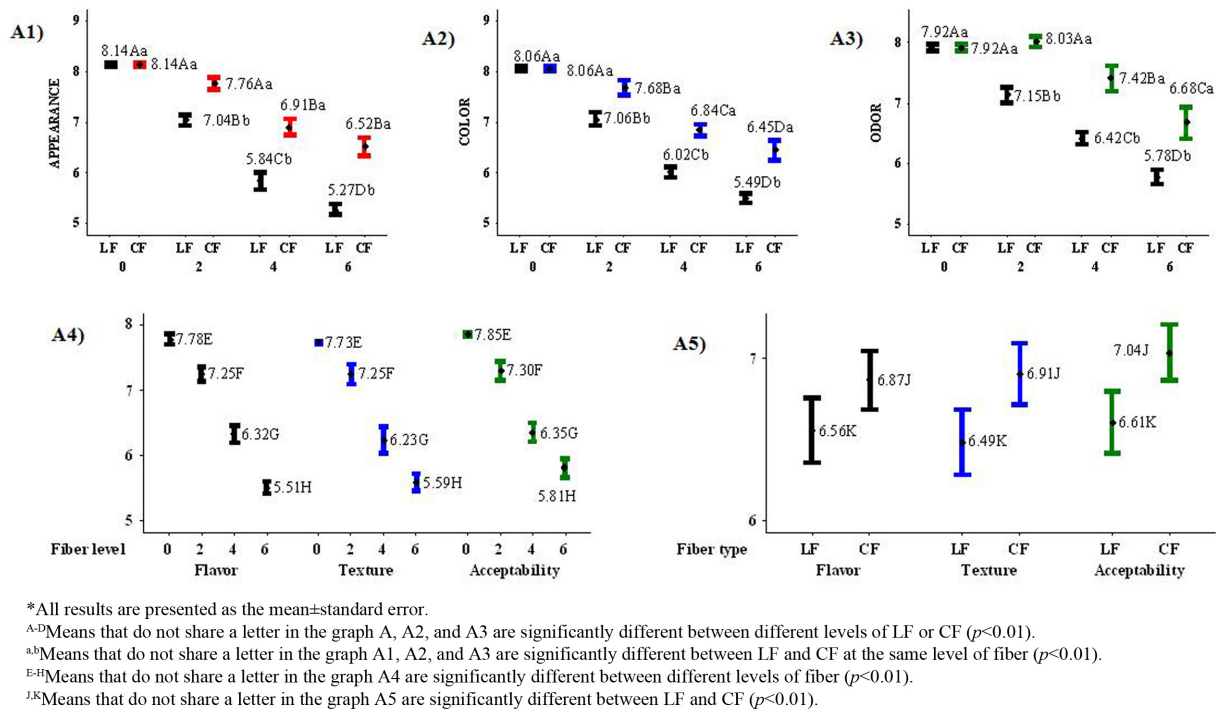 A1)
APPEARANCE
9
8
7
6
5
8.14Aa
8.14Aa
7.04Bb
7.76Aa
5.84Cb
6.91Ba
5.27Db
6.52Ba
LF CF LF CF LF CF LF CF
0 2 4 6
A2)
COLOR
9
8
7
6
5
8.06Aa
8.06Aa
7.06Bb
7.68Ba
6.02Cb
6.84Ca
5.49Db
6.45Da
LF CF LF CF LF CF LF CF
0 2 4 6
A3)
ODOR
8
7
6
5
7.92Aa
7.92Aa
7.15Bb
8.03Aa
6.42Cb
7.42Ba
5.78Db
6.68Ca
LF CF LF CF LF CF LF CF
0 2 4 6
A4)
8
7
6
5
7.78E
7.25F
6.32G
5.51H
7.73E
7.25F
6.23G
5.59H
7.85E
7.30F
6.35G
5.81H
Fiber level 0 2 4 6 0 2 4 6 0 2 4 6
Flavor Texture Acceptability
A5)
7
6
6.56K
6.87J
6.49K
6.91J
6.61K
7.04J
Fiber type LF CF LF CF LF CF
Flavor Texture Acceptability
*All results are presented as the mean±standard error.
A-DMeans that do not share a letter in the graph A, A2, and A3 are significantly different between different levels of LF or CF (p<0.01).
a,bMeans that do not share a letter in the graph A1, A2, and A3 are significantly different between LF and CF at the same level of fiber (p<0.01).
E-HMeans that do not share a letter in the graph A4 are significantly different between different levels of fiber (p<0.01).
J,KMeans that do not share a letter in the graph A5 are significantly different between LF and CF (p<0.01).